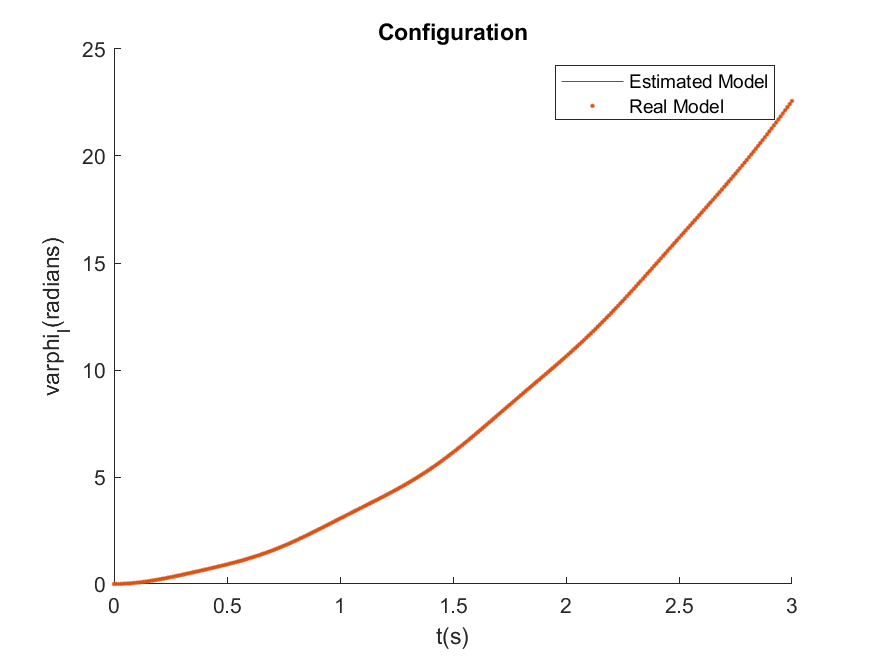 Configuration
25
Estimated Model
Real Model
20
15
10
5
0
varphi_l(radians)
0 0.5 1 1.5 2 2.5 3
t(s)